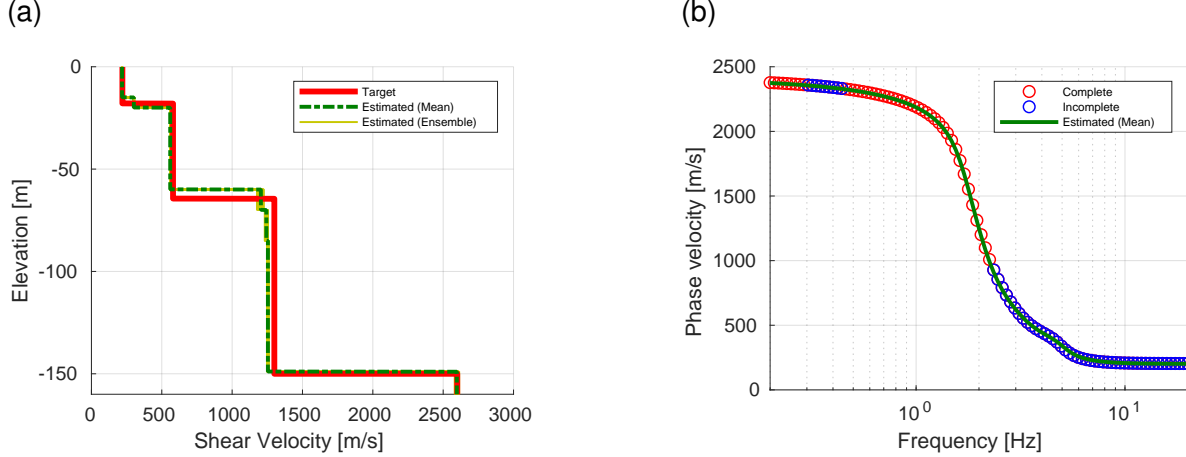 (a)
0
-50
-100
-150
Elevation [m]
Target
Estimated (Mean)
Estimated (Ensemble)
0 500 1000 1500 2000 2500 3000
Shear Velocity [m/s]
(b)
2500
2000
1500
1000
500
0
Phase velocity [m/s]
Complete
Incomplete
Estimated (Mean)
10^0 10^1
Frequency [Hz]